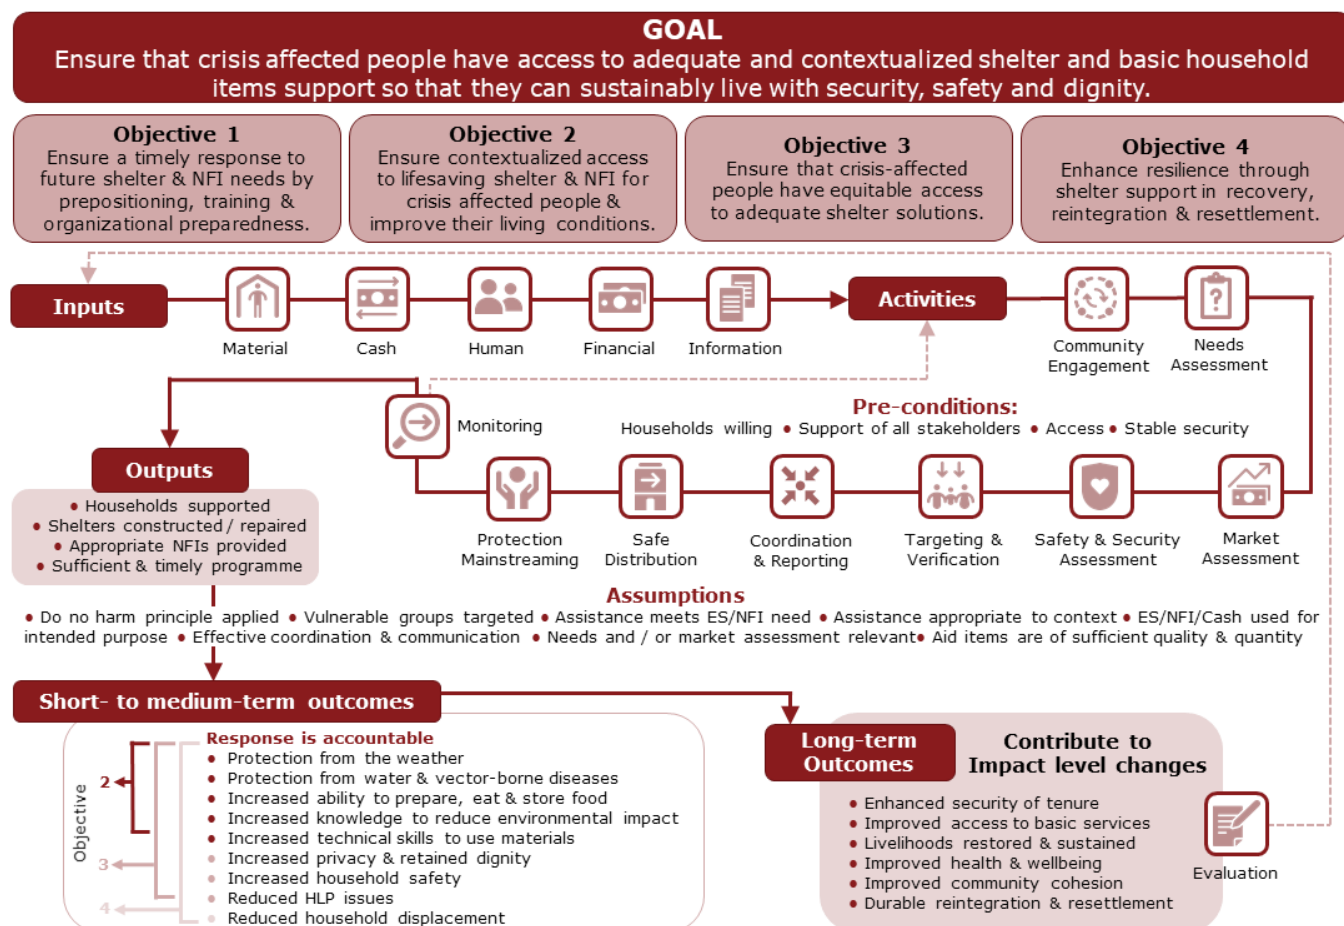 GOAL
Ensure that crisis affected people have access to adequate and contextualized shelter and basic household
items support so that they can sustainably live with security, safety and dignity.
Objective 1
Ensure a timely response to
future shelter & NFI needs by
prepositioning, training &
organizational preparedness.
Objective 2
Ensure contextualized access
to lifesaving shelter & NFI for
crisis affected people &
improve their living conditions.
Objective 3
Ensure that crisis-affected
people have equitable access
to adequate shelter solutions.
Objective 4
Enhance resilience through
shelter support in recovery,
reintegration & resettlement.
Inputs
Material
Cash
Human
Financial
Information
Activities
Community
Engagement
Needs
Assessment
Monitoring
Pre-conditions:
Households willing • Support of all stakeholders • Access • Stable security
Outputs
• Households supported
• Shelters constructed / repaired
• Appropriate NFIs provided
• Sufficient & timely programme
Protection
Mainstreaming
Safe
Distribution
Coordination
& Reporting
Targeting &
Verification
Safety & Security
Assessment
Market
Assessment
Assumptions
• Do no harm principle applied • Vulnerable groups targeted • Assistance meets ES/NFI need • Assistance appropriate to context • ES/NFI/Cash used for
intended purpose • Effective coordination & communication • Needs and / or market assessment relevant • Aid items are of sufficient quality & quantity
Short- to medium-term outcomes
Objective
2
3
4
Response is accountable
• Protection from the weather
• Protection from water & vector-borne diseases
• Increased ability to prepare, eat & store food
• Increased knowledge to reduce environmental impact
• Increased technical skills to use materials
• Increased privacy & retained dignity
• Increased household safety
• Reduced HLP issues
• Reduced household displacement
Long-term
Outcomes
Contribute to
Impact level changes
• Enhanced security of tenure
• Improved access to basic services
• Livelihoods restored & sustained
• Improved health & wellbeing
• Improved community cohesion
• Durable reintegration & resettlement
Evaluation